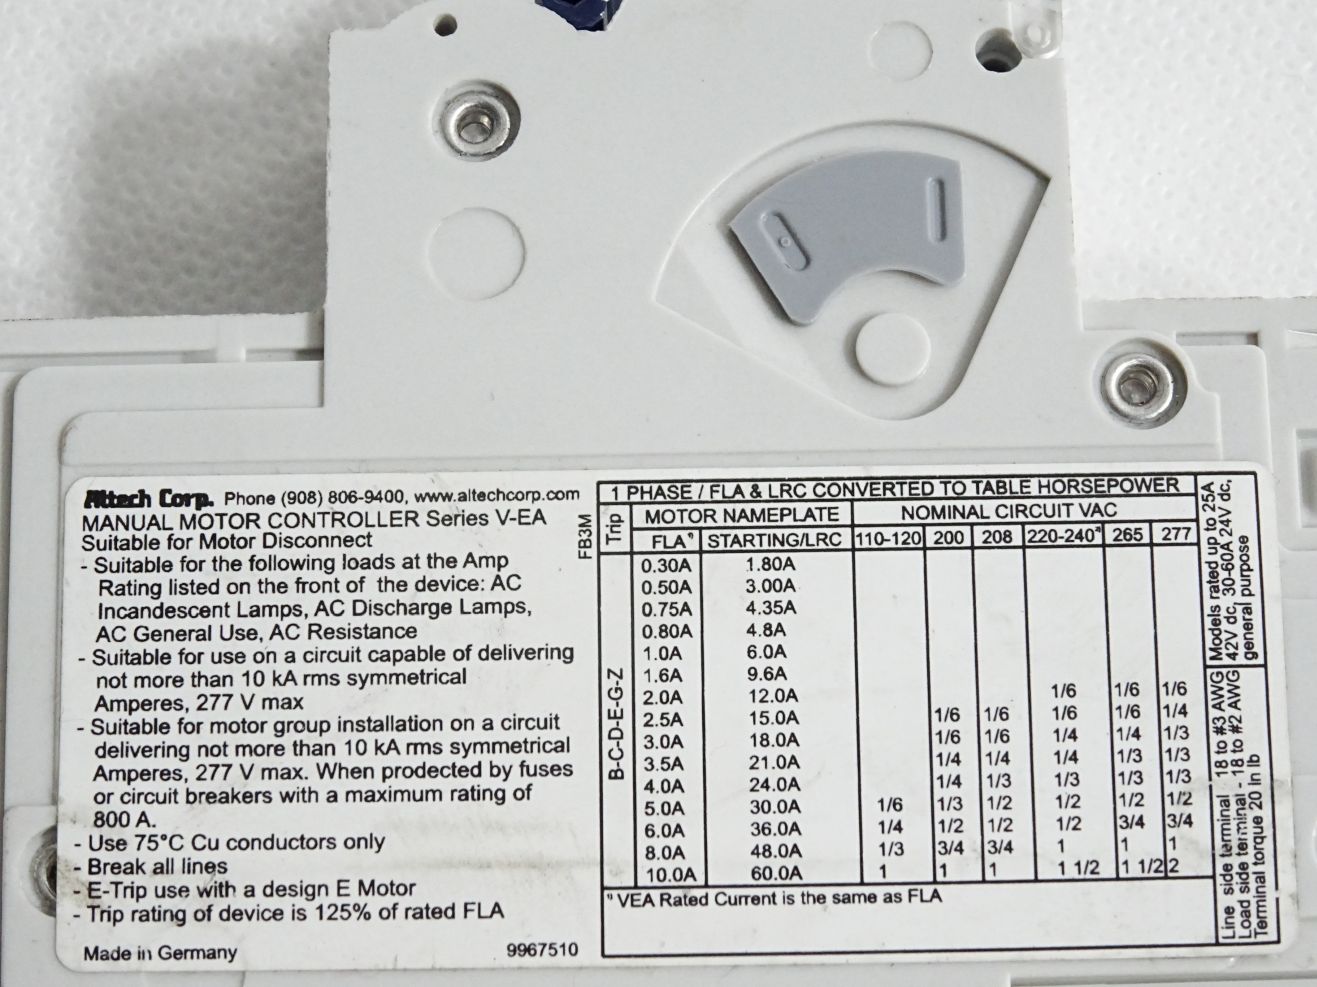 Altech Corp. Phone (908) 806-9400, www.altechcorp.com
MANUAL MOTOR CONTROLLER Series V-EA
Suitable for Motor Disconnect
- Suitable for the following loads at the Amp
Rating listed on the front of the device: AC
Incandescent Lamps, AC Discharge Lamps,
AC General Use, AC Resistance
- Suitable for use on a circuit capable of delivering
not more than 10 kA rms symmetrical
Amperes, 277 V max
- Suitable for motor group installation on a circuit
delivering not more than 10 kA rms symmetrical
Amperes, 277 V max. When prodected by fuses
or circuit breakers with a maximum rating of
800 A.
- Use 75°C Cu conductors only
- Break all lines
- E-Trip use with a design E Motor
- Trip rating of device is 125% of rated FLA
Made in Germany 9967510
FB3M
1 PHASE / FLA & LRC CONVERTED TO TABLE HORSEPOWER
Trip MOTOR NAMEPLATE NOMINAL CIRCUIT VAC
FLA*) STARTING/LRC 110-120 200 208 220-240*) 265 277
B-C-D-E-G-Z
0.30A 1.80A
0.50A 3.00A
0.75A 4.35A
0.80A 4.8A
1.0A 6.0A
1.6A 9.6A
2.0A 12.0A 1/6 1/6 1/6
2.5A 15.0A 1/6 1/6 1/6 1/6 1/4
3.0A 18.0A 1/6 1/6 1/4 1/4 1/3
3.5A 21.0A 1/4 1/4 1/4 1/3 1/3
4.0A 24.0A 1/4 1/3 1/3 1/3 1/3
5.0A 30.0A 1/6 1/3 1/2 1/2 1/2 1/2
6.0A 36.0A 1/4 1/2 1/2 1/2 3/4 3/4
8.0A 48.0A 1/3 3/4 3/4 1 1 1
10.0A 60.0A 1 1 1 1 1/2 1 1/2 2
*) VEA Rated Current is the same as FLA
Models rated up to 25A
42V dc, 30-60A 24V dc,
general purpose
Line side terminal 18 to #3 AWG
Load side terminal - 18 to #2 AWG
Terminal torque 20 in lb